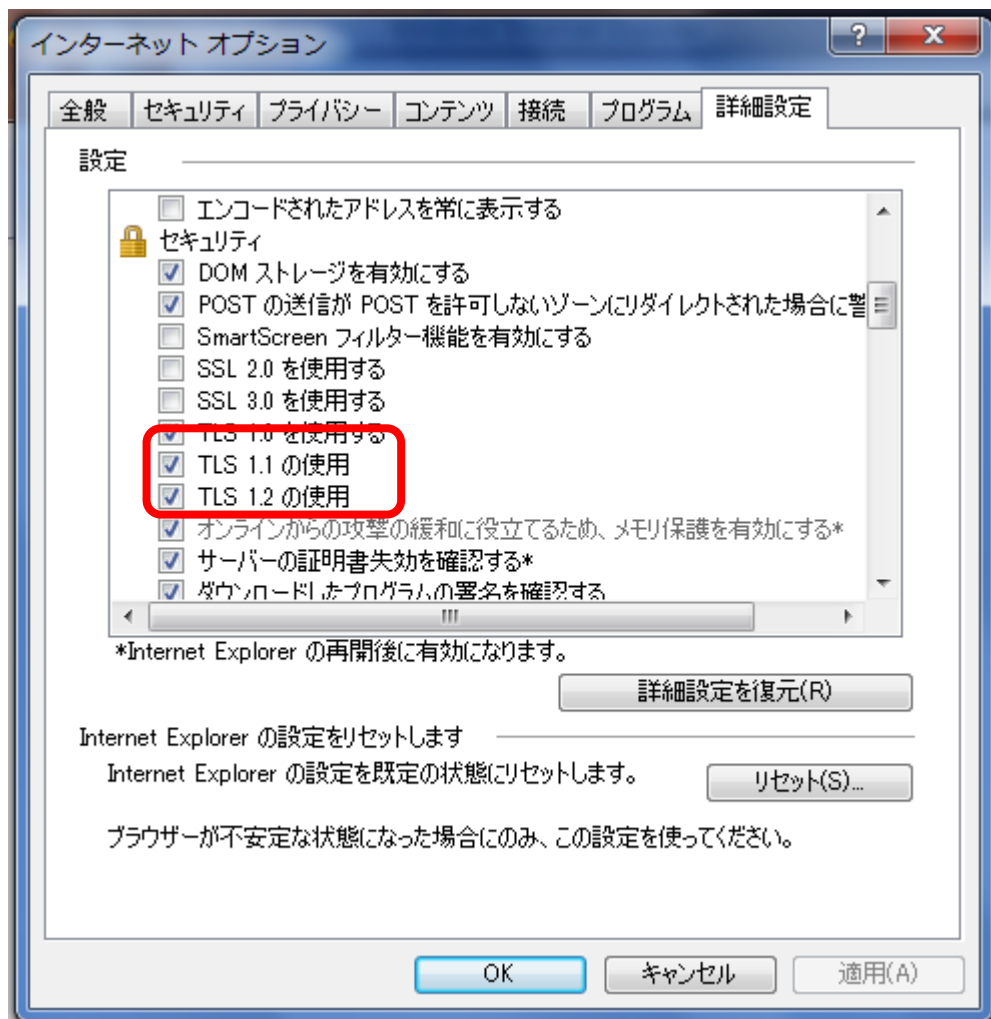 インターネット オプション
?
全般 セキュリティ プライバシー コンテンツ 接続 プログラム 詳細設定
設定
エンコードされたアドレスを常に表示する
セキュリティ
DOM ストレージを有効にする
POST の送信が POST を許可しないゾーンにリダイレクトされた場合に警
SmartScreen フィルター機能を有効にする
SSL 2.0 を使用する
SSL 3.0 を使用する
TLS 1.0 を使用する
TLS 1.1 の使用
TLS 1.2 の使用
オンラインからの攻撃の緩和に役立てるため、メモリ保護を有効にする*
サーバーの証明書失効を確認する*
ダウンロードしたプログラムの署名を確認する
*Internet Explorer の再開後に有効になります。
詳細設定を復元(R)
Internet Explorer の設定をリセットします
Internet Explorer の設定を既定の状態にリセットします。
リセット(S)...
ブラウザーが不安定な状態になった場合にのみ、この設定を使ってください。
OK キャンセル 適用(A)